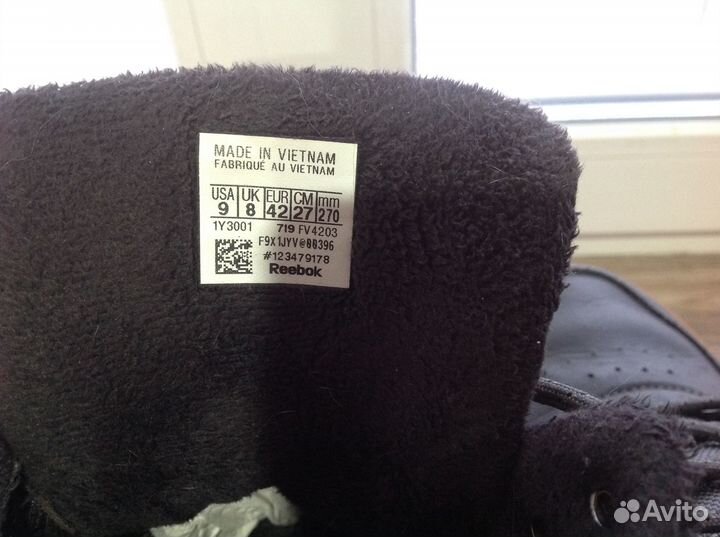 MADE IN VIETNAM
FABRIQUÉ AU VIETNAM
USA UK EUR CM mm
9 8 42 27 270
1Y3001 719 FV4203
F9X1JYV@00396
#123479178
Reebok
Avito